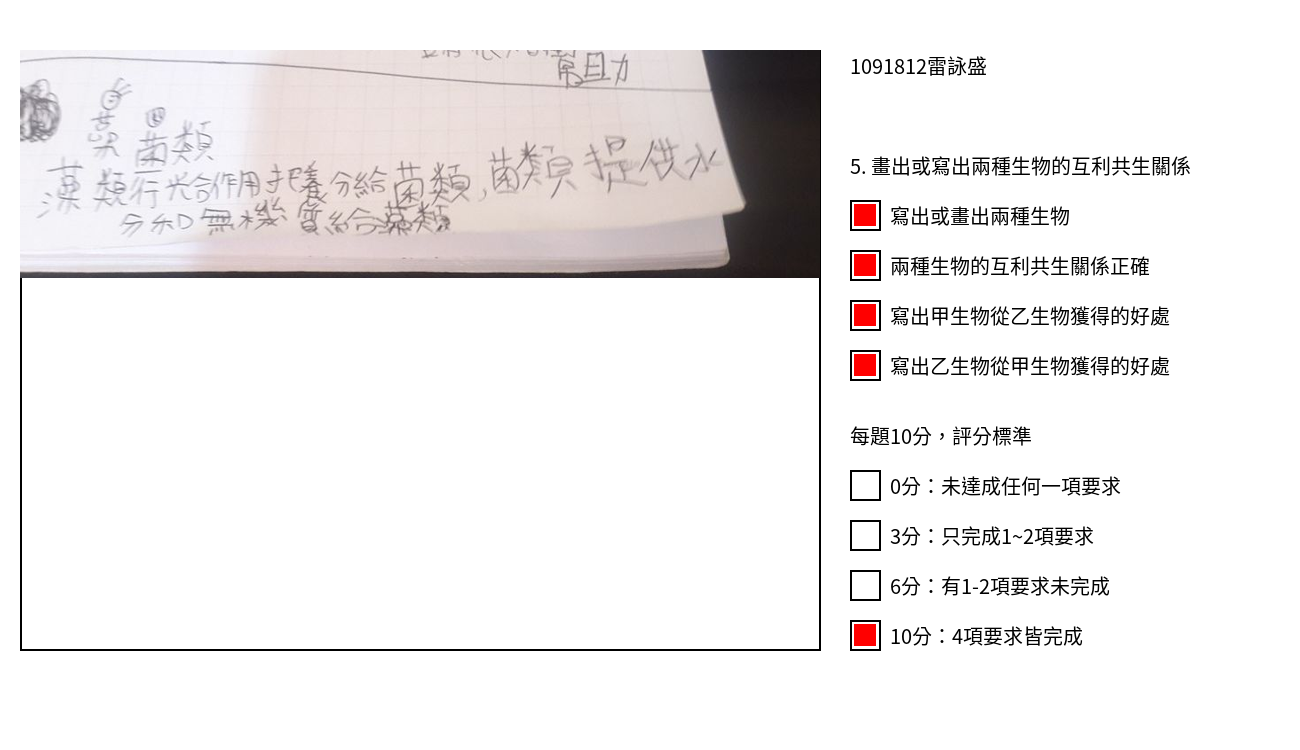 幫且力
菌類
藻類行光合作用把養分給菌類,菌類提供水
分和無機質給藻類
1091812雷詠盛
5. 畫出或寫出兩種生物的互利共生關係
寫出或畫出兩種生物
兩種生物的互利共生關係正確
寫出甲生物從乙生物獲得的好處
寫出乙生物從甲生物獲得的好處
每題10分，評分標準
0分：未達成任何一項要求
3分：只完成1~2項要求
6分：有1-2項要求未完成
10分：4項要求皆完成